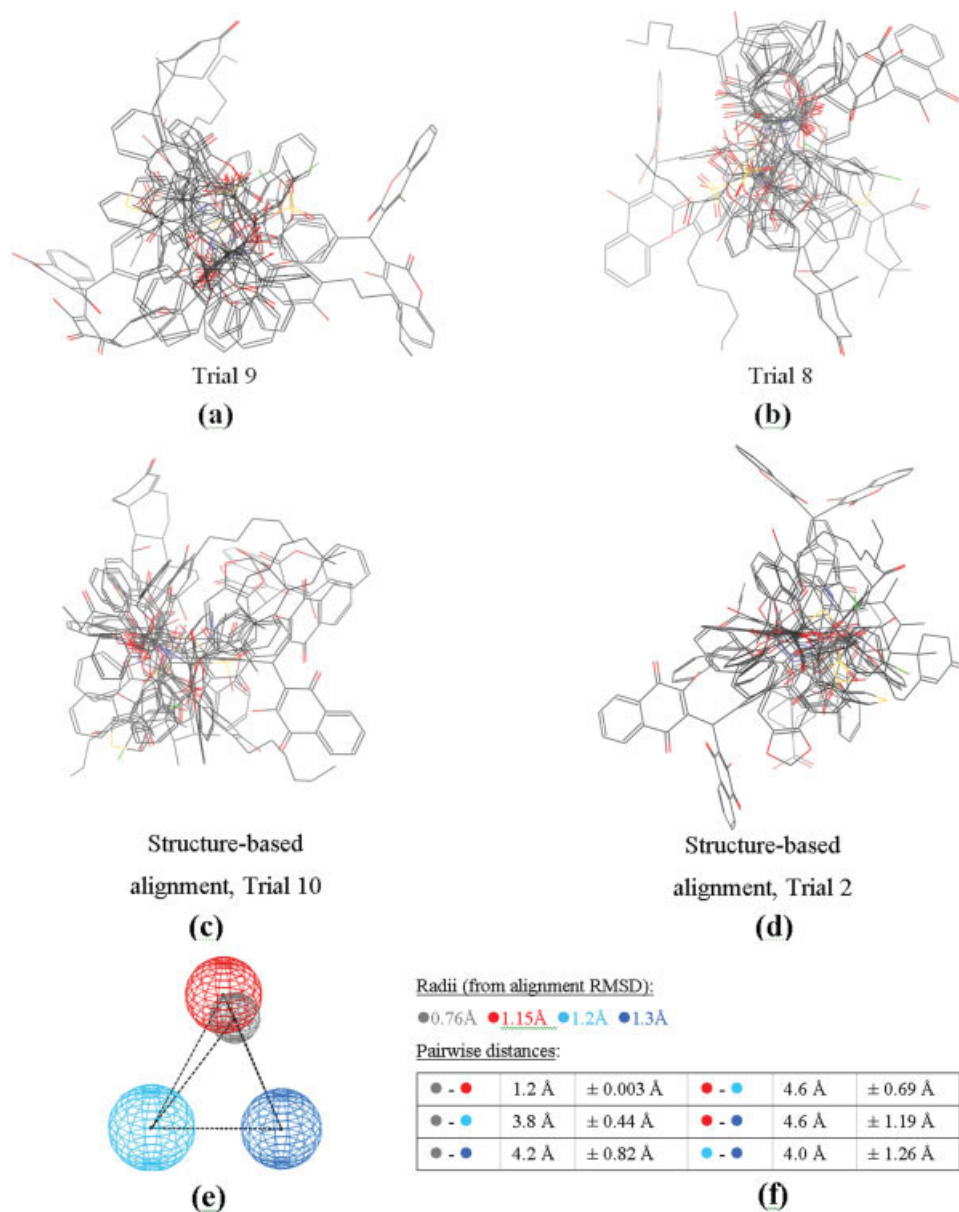 Trial 9
Trial 8
(a)
(b)
Structure-based
alignment, Trial 10
(c)
Structure-based
alignment, Trial 2
(d)
Radii (from alignment RMSD):
0.76Å 1.15Å 1.2Å 1.3Å
Pairwise distances:
- 1.2 Å ± 0.003 Å - 4.6 Å ± 0.69 Å
- 3.8 Å ± 0.44 Å - 4.6 Å ± 1.19 Å
- 4.2 Å ± 0.82 Å - 4.0 Å ± 1.26 Å
(e)
(f)